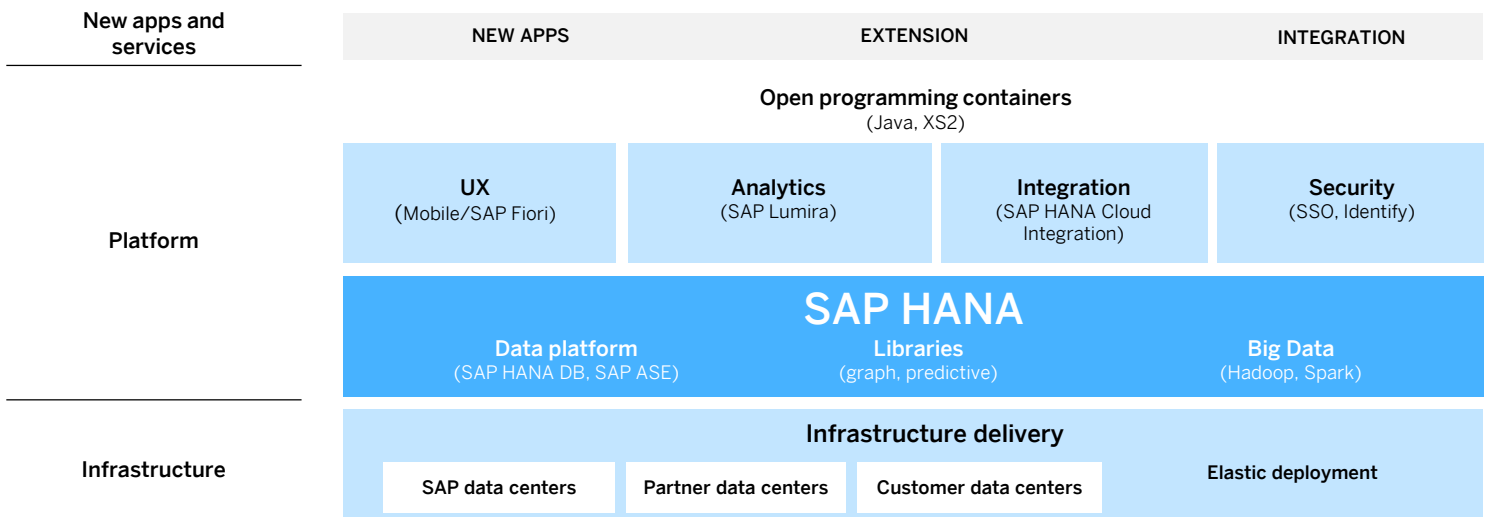 New apps and
services
NEW APPS
EXTENSION
INTEGRATION
Platform
Open programming containers
(Java, XS2)
UX
(Mobile/SAP Fiori)
Analytics
(SAP Lumira)
Integration
(SAP HANA Cloud
Integration)
Security
(SSO, Identify)
SAP HANA
Data platform
(SAP HANA DB, SAP ASE)
Libraries
(graph, predictive)
Big Data
(Hadoop, Spark)
Infrastructure
Infrastructure delivery
SAP data centers
Partner data centers
Customer data centers
Elastic deployment